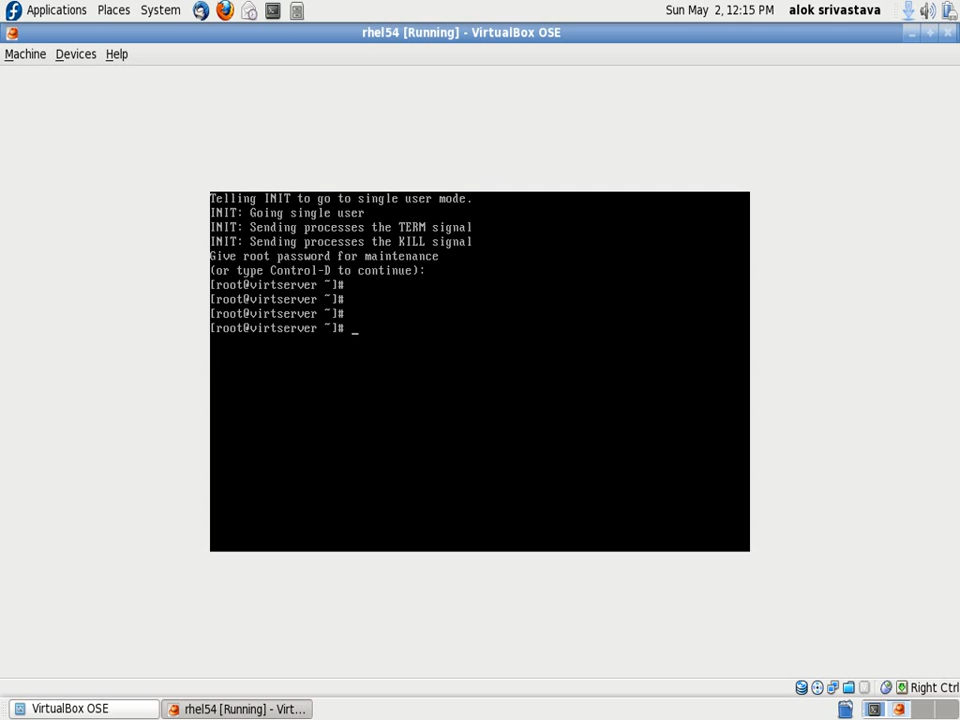 Applications Places System Sun May 2, 12:15 PM alok srivastava
rhel54 [Running] - VirtualBox OSE
Machine Devices Help
Telling INIT to go to single user mode.
INIT: Going single user
INIT: Sending processes the TERM signal
INIT: Sending processes the KILL signal
Give root password for maintenance
(or type Control-D to continue):
[root@virtserver ~]#
[root@virtserver ~]#
[root@virtserver ~]#
[root@virtserver ~]# _
Right Ctrl
VirtualBox OSE rhel54 [Running] - Virt...